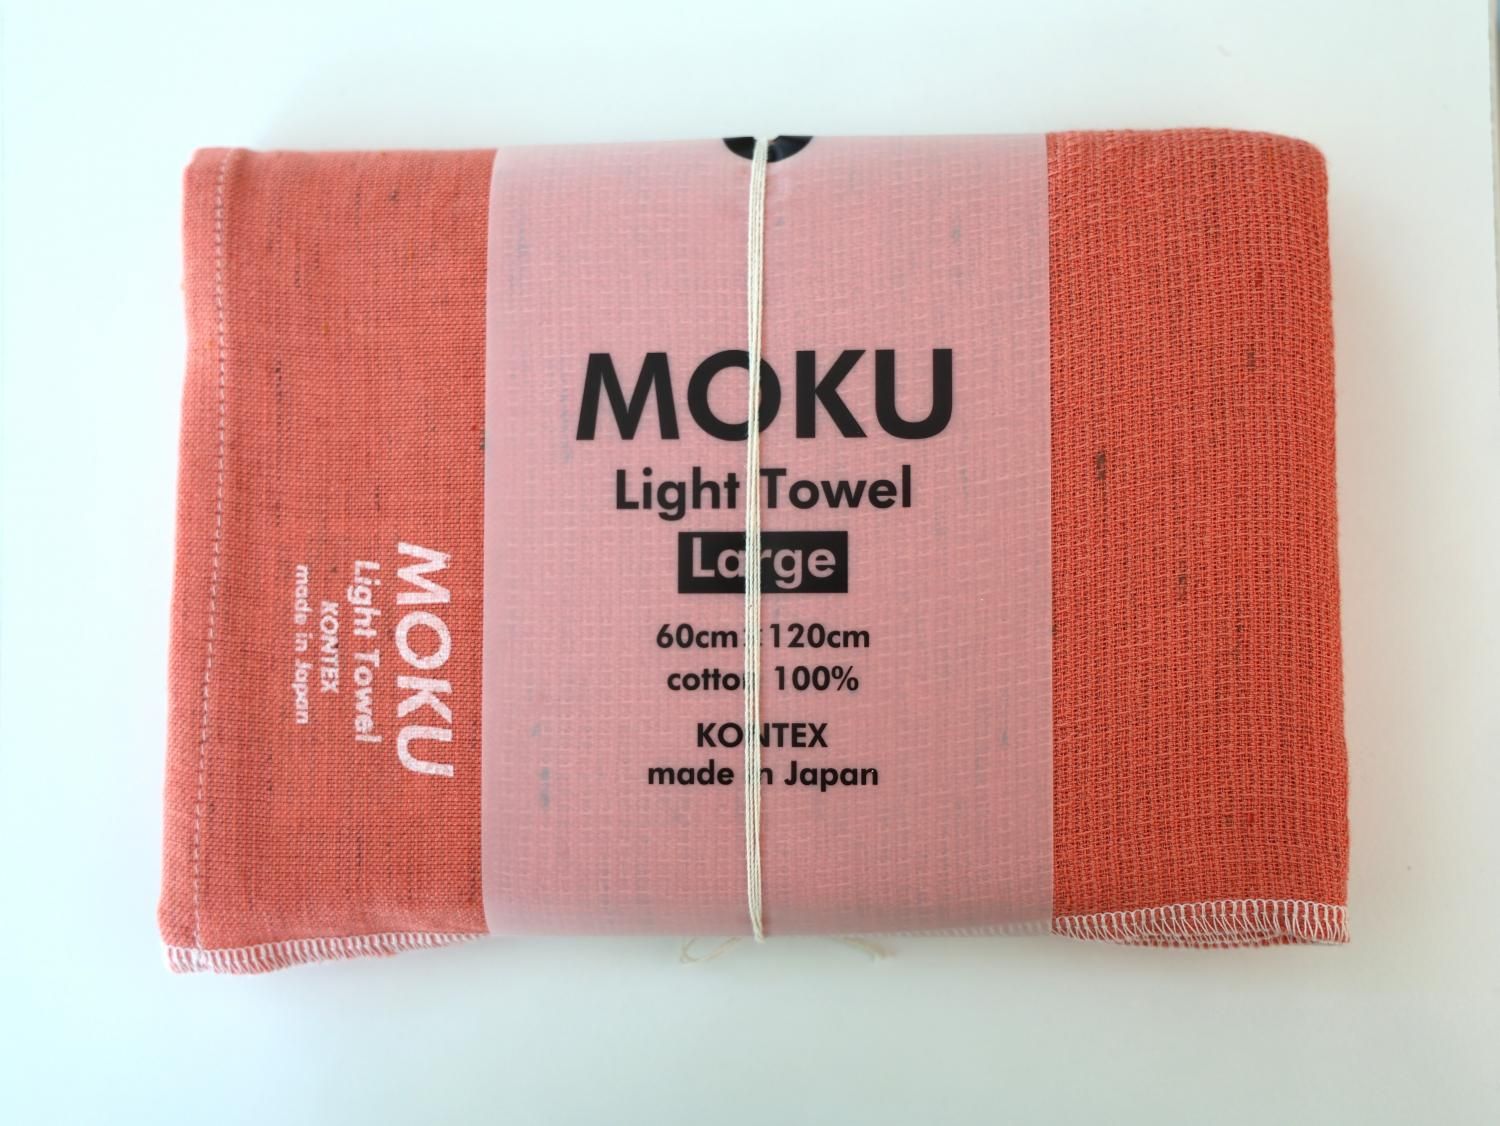 MOKU
Light Towel
Large
60cm×120cm
cotton 100%
KONTEX
made in Japan
MOKU
Light Towel
KONTEX
made in Japan